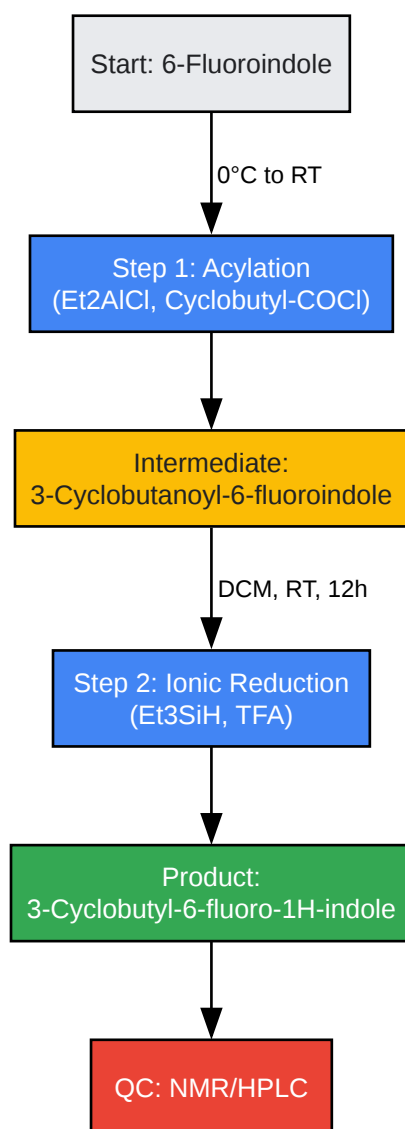 Start: 6-Fluoroindole
0°C to RT
Step 1: Acylation
(Et2AlCl, Cyclobutyl-COCl)
Intermediate:
3-Cyclobutanoyl-6-fluoroindole
DCM, RT, 12h
Step 2: Ionic Reduction
(Et3SiH, TFA)
Product:
3-Cyclobutyl-6-fluoro-1H-indole
QC: NMR/HPLC